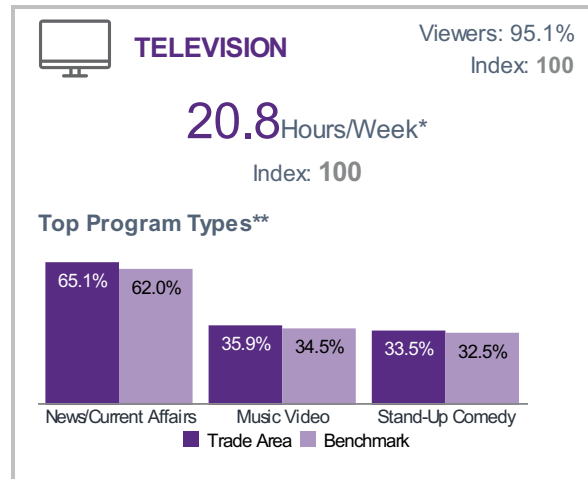 TELEVISION
Viewers: 95.1%
Index: 100
20.8Hours/Week*
Index: 100
Top Program Types**
65.1% 62.0% 35.9% 34.5% 33.5% 32.5%
News/Current Affairs Music Video Stand-Up Comedy
Trade Area Benchmark